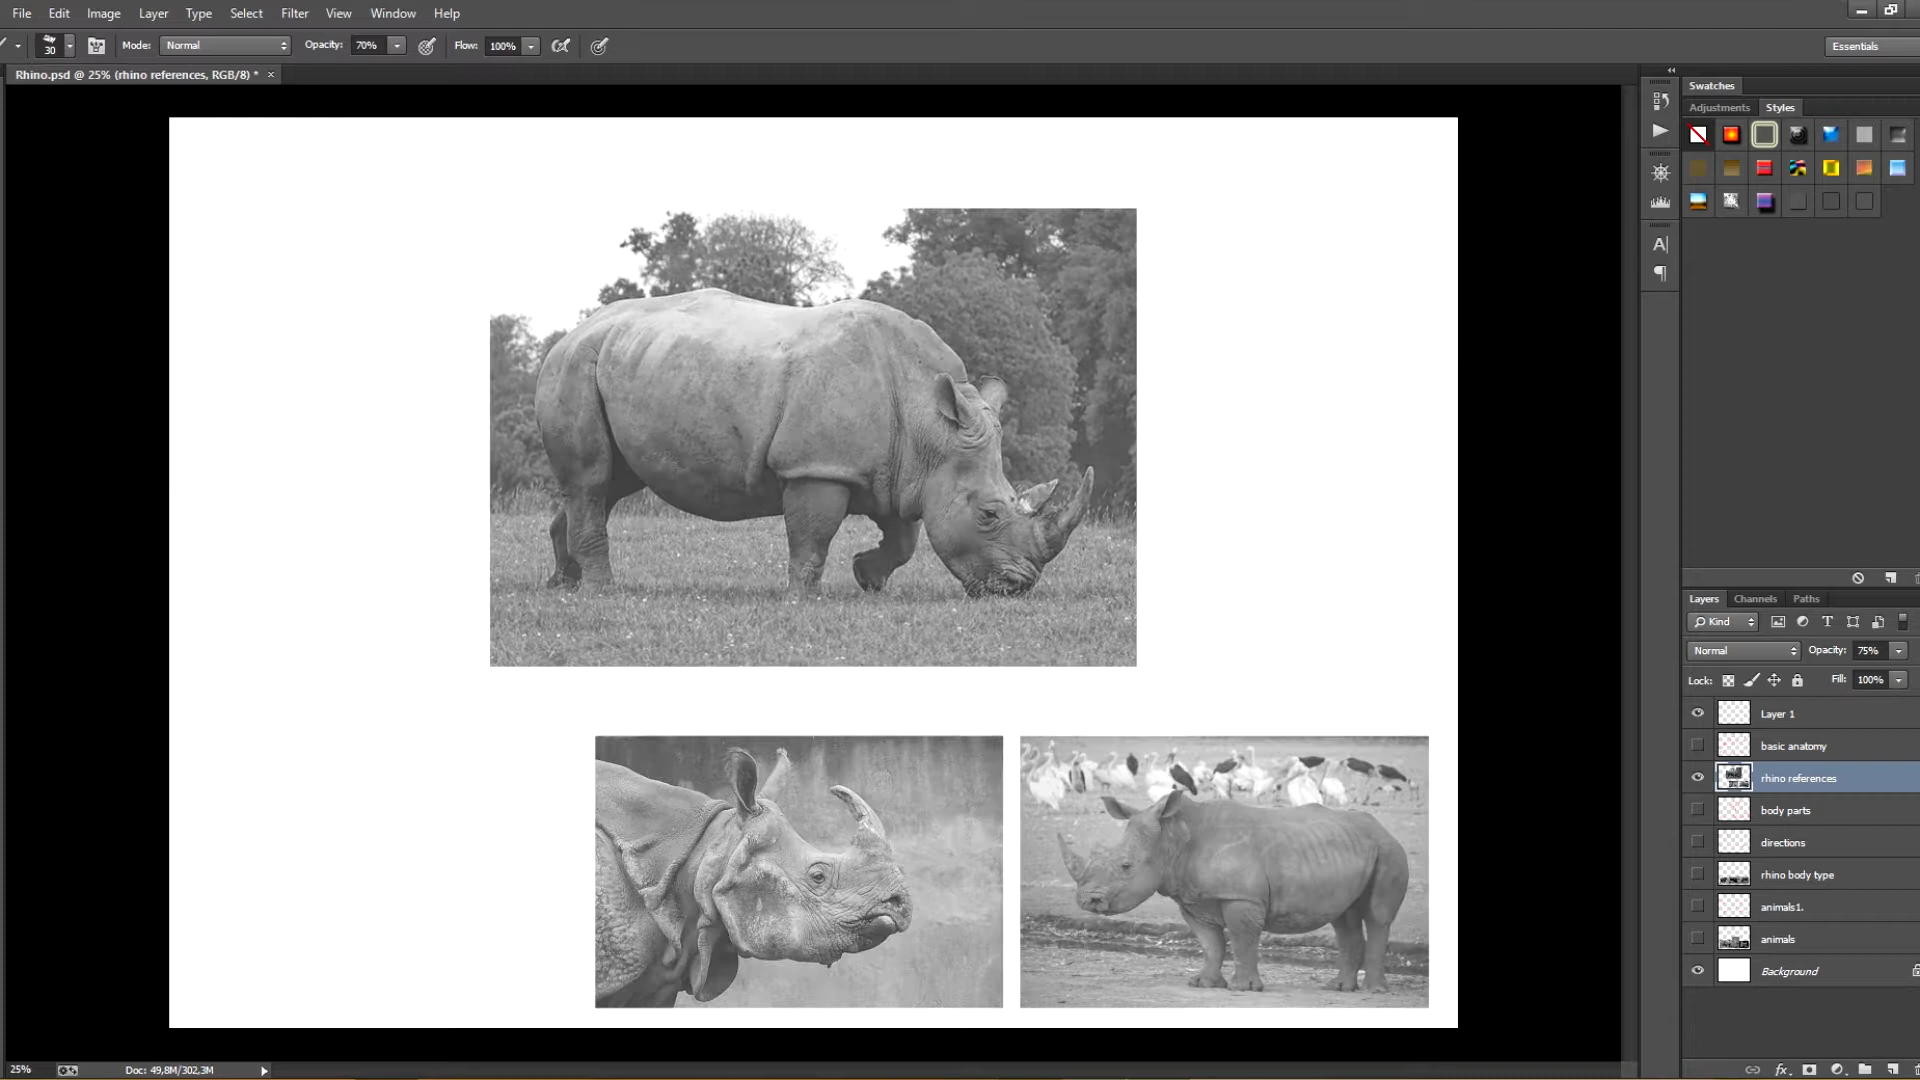 File Edit Image Layer Type Select Filter View Window Help
30 Mode: Normal Opacity: 70% Flow: 100% Essentials
Rhino.psd @ 25% (rhino references, RGB/8) * ×
Swatches
Adjustments Styles
A|
Layers Channels Paths
Kind
Normal Opacity: 75%
Lock: Fill: 100%
Layer 1
basic anatomy
rhino references
body parts
directions
rhino body type
animals1.
animals
Background
fx
25% Doc: 49,8M/302,3M